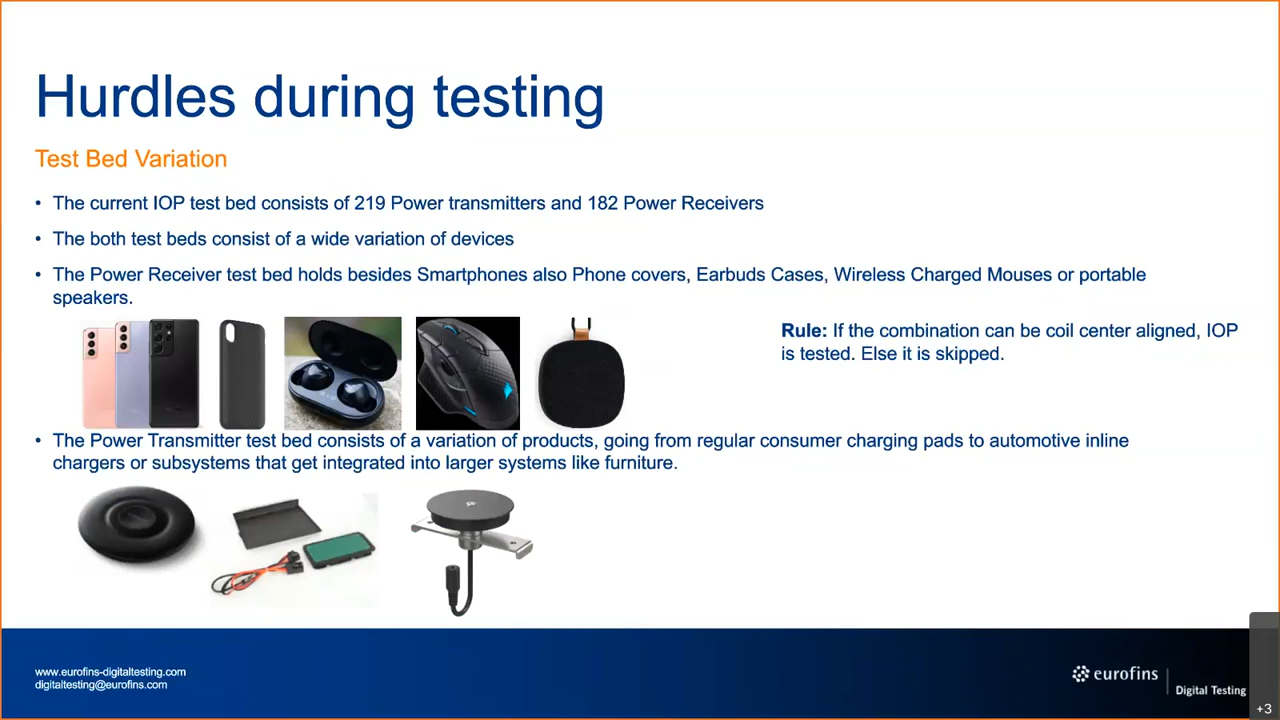 Hurdles during testing
Test Bed Variation
• The current IOP test bed consists of 219 Power transmitters and 182 Power Receivers
• The both test beds consist of a wide variation of devices
• The Power Receiver test bed holds besides Smartphones also Phone covers, Earbuds Cases, Wireless Charged Mouses or portable
speakers.
Rule: If the combination can be coil center aligned, IOP
is tested. Else it is skipped.
• The Power Transmitter test bed consists of a variation of products, going from regular consumer charging pads to automotive inline
chargers or subsystems that get integrated into larger systems like furniture.
www.eurofins-digitaltesting.com
digitaltesting@eurofins.com
eurofins
Digital Testing
+3